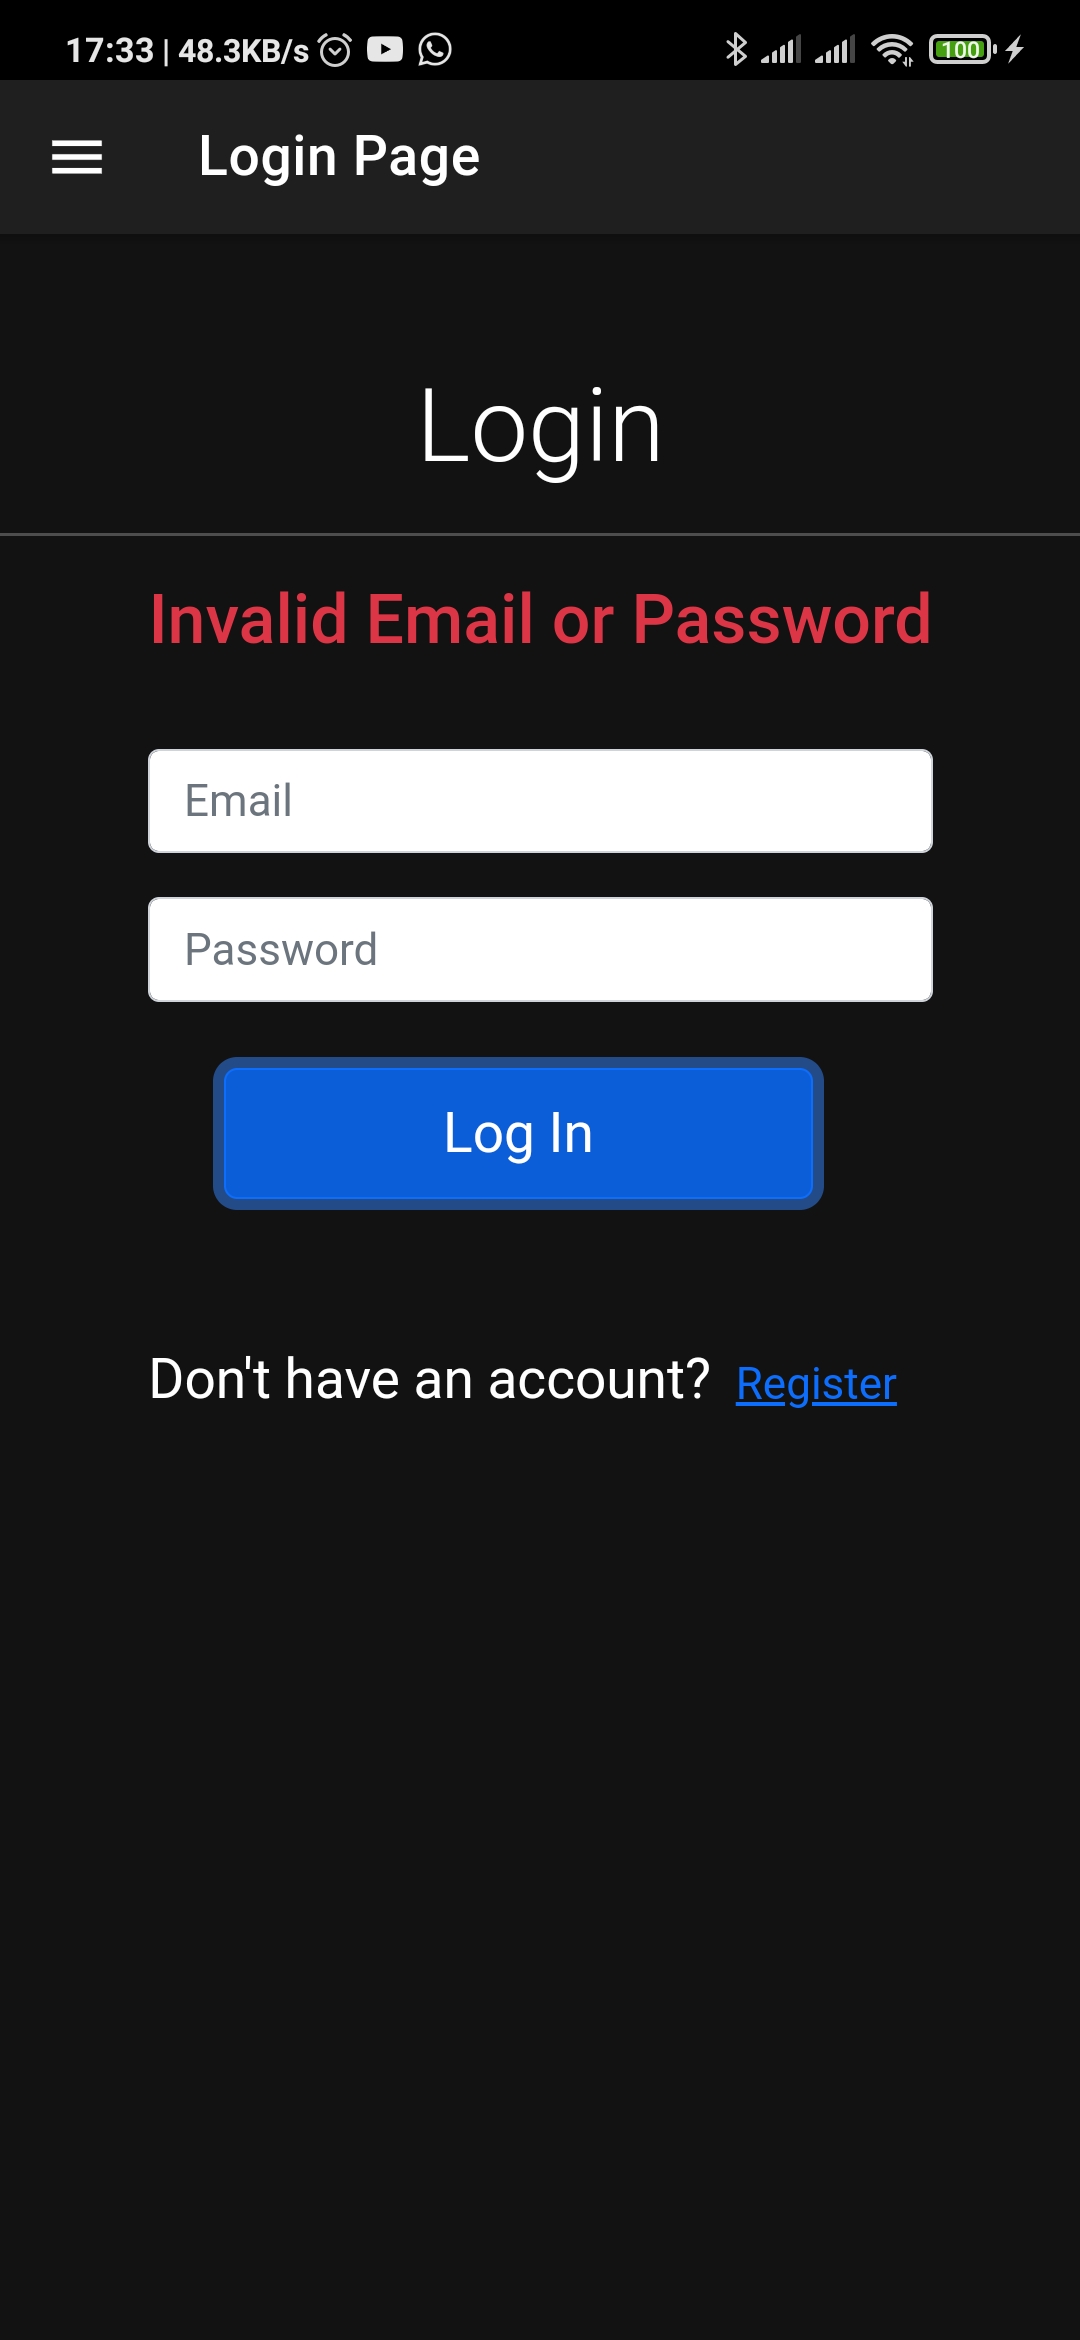 17:33 | 48.3KB/s 100
Login Page
Login
Invalid Email or Password
Email
Password
Log In
Don't have an account? Register